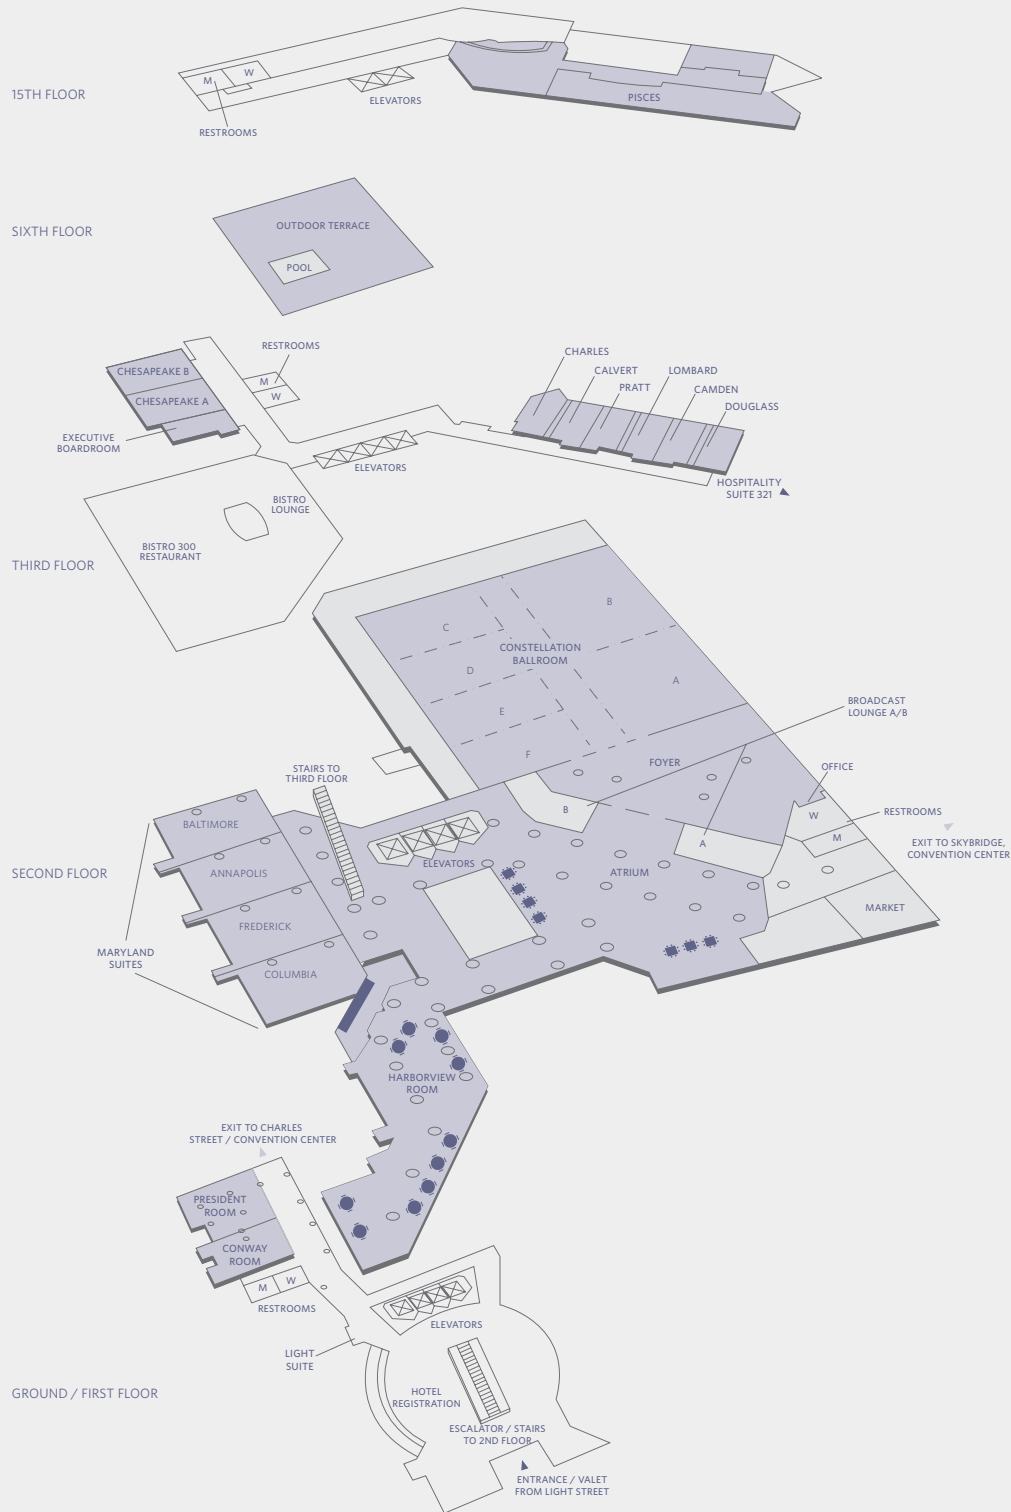 M
W
15TH FLOOR
ELEVATORS
PISCES
RESTROOMS
SIXTH FLOOR
OUTDOOR TERRACE
POOL
RESTROOMS
CHARLES
CALVERT
LOMBARD
PRATT
CAMDEN
DOUGLASS
CHESAPEAKE B
CHESAPEAKE A
M
W
EXECUTIVE
BOARDROOM
ELEVATORS
HOSPITALITY
SUITE 321
BISTRO
LOUNGE
BISTRO 300
RESTAURANT
THIRD FLOOR
B
C
CONSTELLATION
BALLROOM
D
A
E
F
BROADCAST
LOUNGE A/B
FOYER
OFFICE
STAIRS TO
THIRD FLOOR
B
W
RESTROOMS
M
A
EXIT TO SKYBRIDGE,
CONVENTION CENTER
BALTIMORE
ELEVATORS
ATRIUM
SECOND FLOOR
ANNAPOLIS
MARKET
FREDERICK
MARYLAND
SUITES
COLUMBIA
HARBORVIEW
ROOM
EXIT TO CHARLES
STREET / CONVENTION CENTER
PRESIDENT
ROOM
CONWAY
ROOM
M
W
RESTROOMS
ELEVATORS
LIGHT
SUITE
GROUND / FIRST FLOOR
HOTEL
REGISTRATION
ESCALATOR / STAIRS
TO 2ND FLOOR
ENTRANCE / VALET
FROM LIGHT STREET